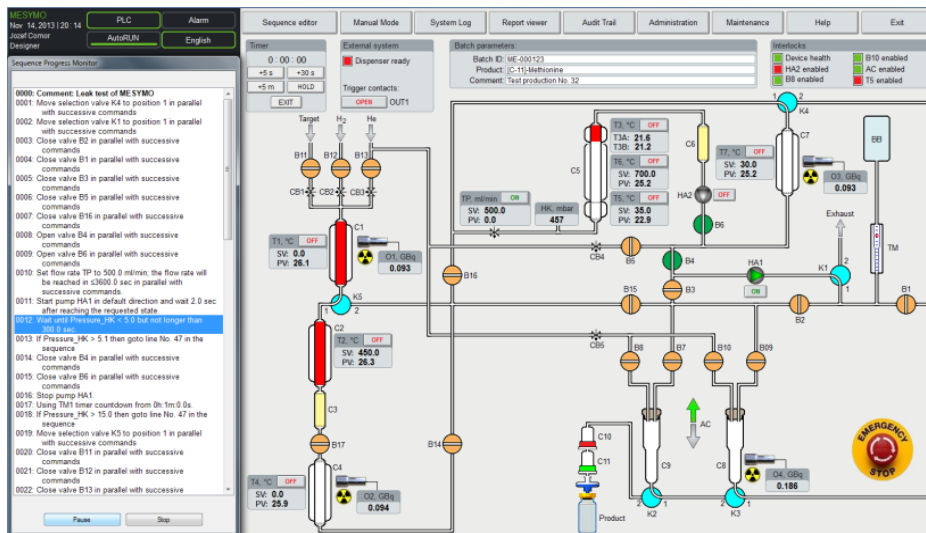 MESYMO
Nov 14, 2013 | 20 : 14
Jozef Comor
Designer
PLC
Alarm
AutoRUN
English
Sequence editor
Manual Mode
System Log
Report viewer
Audit Trail
Administration
Maintenance
Help
Exit
Sequence Progress Monitor
0000: Comment: Leak test of MESYMO
0001: Move selection valve K4 to position 1 in parallel
with successive commands
0002: Move selection valve K1 to position 1 in parallel
with successive commands
0003: Close valve B2 in parallel with successive
commands
0004: Close valve B1 in parallel with successive
commands
0005: Close valve B3 in parallel with successive
commands
0006: Close valve B5 in parallel with successive
commands
0007: Close valve B16 in parallel with successive
commands
0008: Open valve B4 in parallel with successive
commands
0009: Open valve B6 in parallel with successive
commands
0010: Set flow rate TP to 500.0 ml/min; the flow rate will
be reached in ≤3600.0 sec in parallel with
successive commands.
0011: Start pump HA1 in default direction and wait 2.0 sec
after reaching the requested state.
0012: Wait until Pressure_HK < 5.0 but not longer than
300.0 sec.
0013: If Pressure_HK > 5.1 then goto line No. 47 in the
sequence
0014: Close valve B4 in parallel with successive
commands
0015: Close valve B6 in parallel with successive
commands
0016: Stop pump HA1.
0017: Using TM1 timer countdown from 0h:1m:0.0s.
0018: If Pressure_HK > 15.0 then goto line No. 47 in the
sequence
0019: Move selection valve K5 to position 1 in parallel
with successive commands
0020: Close valve B11 in parallel with successive
commands
0021: Close valve B12 in parallel with successive
commands
0022: Close valve B13 in parallel with successive
Pause
Stop
Timer
0 : 00 : 00
+5 s
+30 s
+5 m
HOLD
EXIT
External system
Dispenser ready
Trigger contacts:
OPEN
OUT1
Batch parameters:
Batch ID: ME-000123
Product: [C-11]-Methionine
Comment: Test production No. 32
Interlocks
Device health
B10 enabled
HA2 enabled
AC enabled
B8 enabled
T5 enabled
Target
H2
He
B11
B12
B13
CB1
CB2
CB3
C1
T1, °C OFF
SV: 0.0
PV: 26.1
O1, GBq
0.093
1
2
K5
C2
T2, °C OFF
SV: 450.0
PV: 26.3
C3
B17
C4
T4, °C OFF
SV: 0.0
PV: 25.9
O2, GBq
0.094
B16
B14
TP, ml/min ON
SV: 500.0
PV: 0.0
HK, mbar
457
C5
T3, °C OFF
T3A: 21.6
T3B: 21.2
T6, °C OFF
SV: 700.0
PV: 25.2
T5, °C OFF
SV: 35.0
PV: 22.9
C6
HA2
OFF
B6
T7, °C OFF
SV: 30.0
PV: 25.2
1
2
K4
C7
O3, GBq
0.093
BB
Exhaust
TM
CB4
B5
B4
HA1
ON
K1
1
2
B15
B3
B2
B1
CB5
B8
B7
B10
B09
AC
C10
C11
C9
C8
O4, GBq
0.186
Product
1
2
K2
1
2
K3
EMERGENCY
STOP